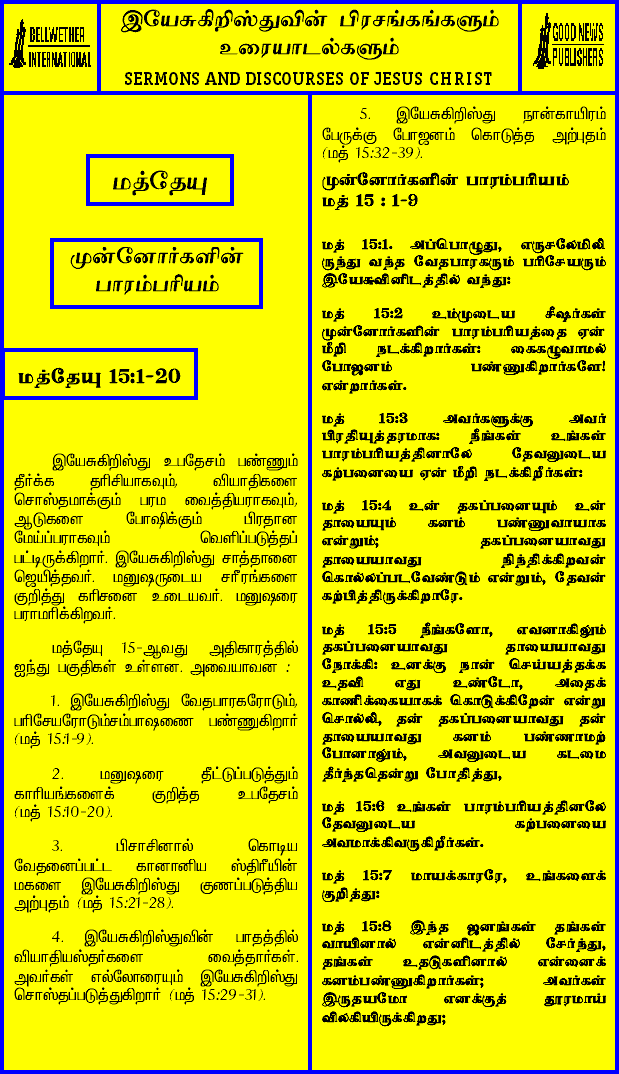 BELLWETHER
INTERNATIONAL
இயேசுகிறிஸ்துவின் பிரசங்கங்களும்
உரையாடல்களும்
SERMONS AND DISCOURSES OF JESUS CHRIST
GOOD NEWS
PUBLISHERS
மத்தேயு
முன்னோர்களின்
பாரம்பரியம்
மத்தேயு 15:1-20
இயேசுகிறிஸ்து உபதேசம் பண்ணும்
தீர்க்க தரிசியாகவும், வியாதிகளை
சொஸ்தமாக்கும் பரம வைத்தியராகவும்,
ஆடுகளை போஷிக்கும் பிரதான
மேய்ப்பராகவும் வெளிப்படுத்தப்
பட்டிருக்கிறார். இயேசுகிறிஸ்து சாத்தானை
ஜெயித்தவர். மனுஷருடைய சரீரங்களை
குறித்து கரிசனை உடையவர். மனுஷரை
பராமரிக்கிறவர்.
மத்தேயு 15-ஆவது அதிகாரத்தில்
ஐந்து பகுதிகள் உள்ளன. அவையாவன :
1. இயேசுகிறிஸ்து வேதபாரகரோடும்,
பரிசேயரோடும்சம்பாஷணை பண்ணுகிறார்
(மத் 15:1-9).
2. மனுஷரை தீட்டுப்படுத்தும்
காரியங்களைக் குறித்த உபதேசம்
(மத் 15:10-20).
3. பிசாசினால் கொடிய
வேதனைப்பட்ட கானானிய ஸ்திரீயின்
மகளை இயேசுகிறிஸ்து குணப்படுத்திய
அற்புதம் (மத் 15:21-28).
4. இயேசுகிறிஸ்துவின் பாதத்தில்
வியாதியஸ்தர்களை வைத்தார்கள்.
அவர்கள் எல்லோரையும் இயேசுகிறிஸ்து
சொஸ்தப்படுத்துகிறார் (மத் 15:29-31).
5. இயேசுகிறிஸ்து நான்காயிரம்
பேருக்கு போஜனம் கொடுத்த அற்புதம்
(மத் 15:32-39).
முன்னோர்களின் பாரம்பரியம்
மத் 15 : 1-9
மத் 15:1. அப்பொழுது, எருசலேமிலி
ருந்து வந்த வேதபாரகரும் பரிசேயரும்
இயேசுவினிடத்தில் வந்து:
மத் 15:2 உம்முடைய சீஷர்கள்
முன்னோர்களின் பாரம்பரியத்தை ஏன்
மீறி நடக்கிறார்கள்: கைகழுவாமல்
போஜனம் பண்ணுகிறார்களே!
என்றார்கள்.
மத் 15:3 அவர்களுக்கு அவர்
பிரதியுத்தரமாக: நீங்கள் உங்கள்
பாரம்பரியத்தினாலே தேவனுடைய
கற்பனையை ஏன் மீறி நடக்கிறீர்கள்:
மத் 15:4 உன் தகப்பனையும் உன்
தாயையும் கனம் பண்ணுவாயாக
என்றும்; தகப்பனையாவது
தாயையாவது நிந்திக்கிறவன்
கொல்லப்படவேண்டும் என்றும், தேவன்
கற்பித்திருக்கிறாரே.
மத் 15:5 நீங்களோ, எவனாகிலும்
தகப்பனையாவது தாயையாவது
நோக்கி: உனக்கு நான் செய்யத்தக்க
உதவி எது உண்டோ, அதைக்
காணிக்கையாகக் கொடுக்கிறேன் என்று
சொல்லி, தன் தகப்பனையாவது தன்
தாயையாவது கனம் பண்ணாமற்
போனாலும், அவனுடைய கடமை
தீர்ந்ததென்று போதித்து,
மத் 15:6 உங்கள் பாரம்பரியத்தினலே
தேவனுடைய கற்பனையை
அவமாக்கிவருகிறீர்கள்.
மத் 15:7 மாயக்காரரே, உங்களைக்
குறித்து:
மத் 15:8 இந்த ஜனங்கள் தங்கள்
வாயினால் என்னிடத்தில் சேர்ந்து,
தங்கள் உதடுகளினால் என்னைக்
கனம்பண்ணுகிறார்கள்; அவர்கள்
இருதயமோ எனக்குத் தூரமாய்
விலகியிருக்கிறது;